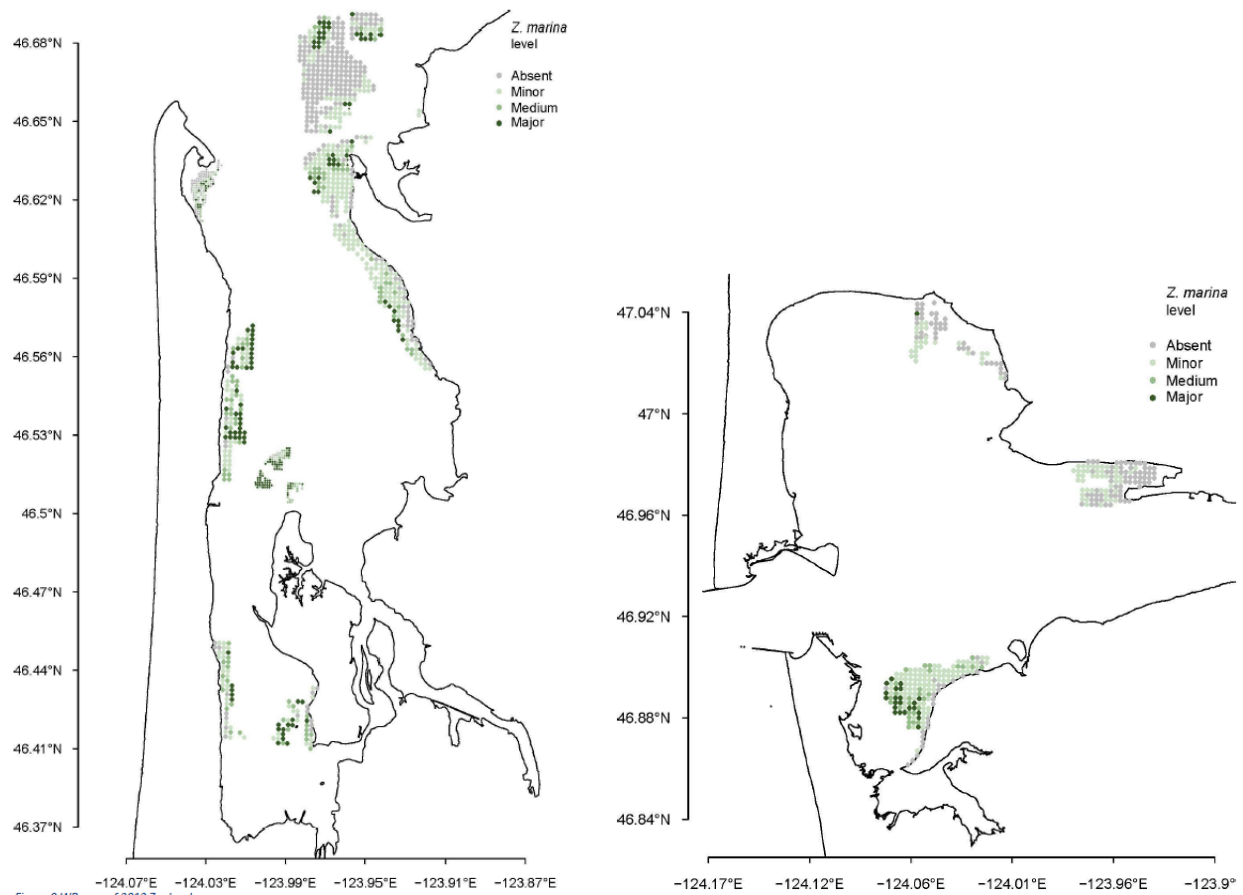 Z. marina
level
Absent
Minor
Medium
Major
46.68°N
46.65°N
46.62°N
46.59°N
46.56°N
46.53°N
46.5°N
46.47°N
46.44°N
46.41°N
46.37°N
−124.07°E −124.03°E −123.99°E −123.95°E −123.91°E −123.87°E
Z. marina
level
Absent
Minor
Medium
Major
47.04°N
47°N
46.96°N
46.92°N
46.88°N
46.84°N
−124.17°E −124.12°E −124.06°E −124.01°E −123.96°E −123.9°